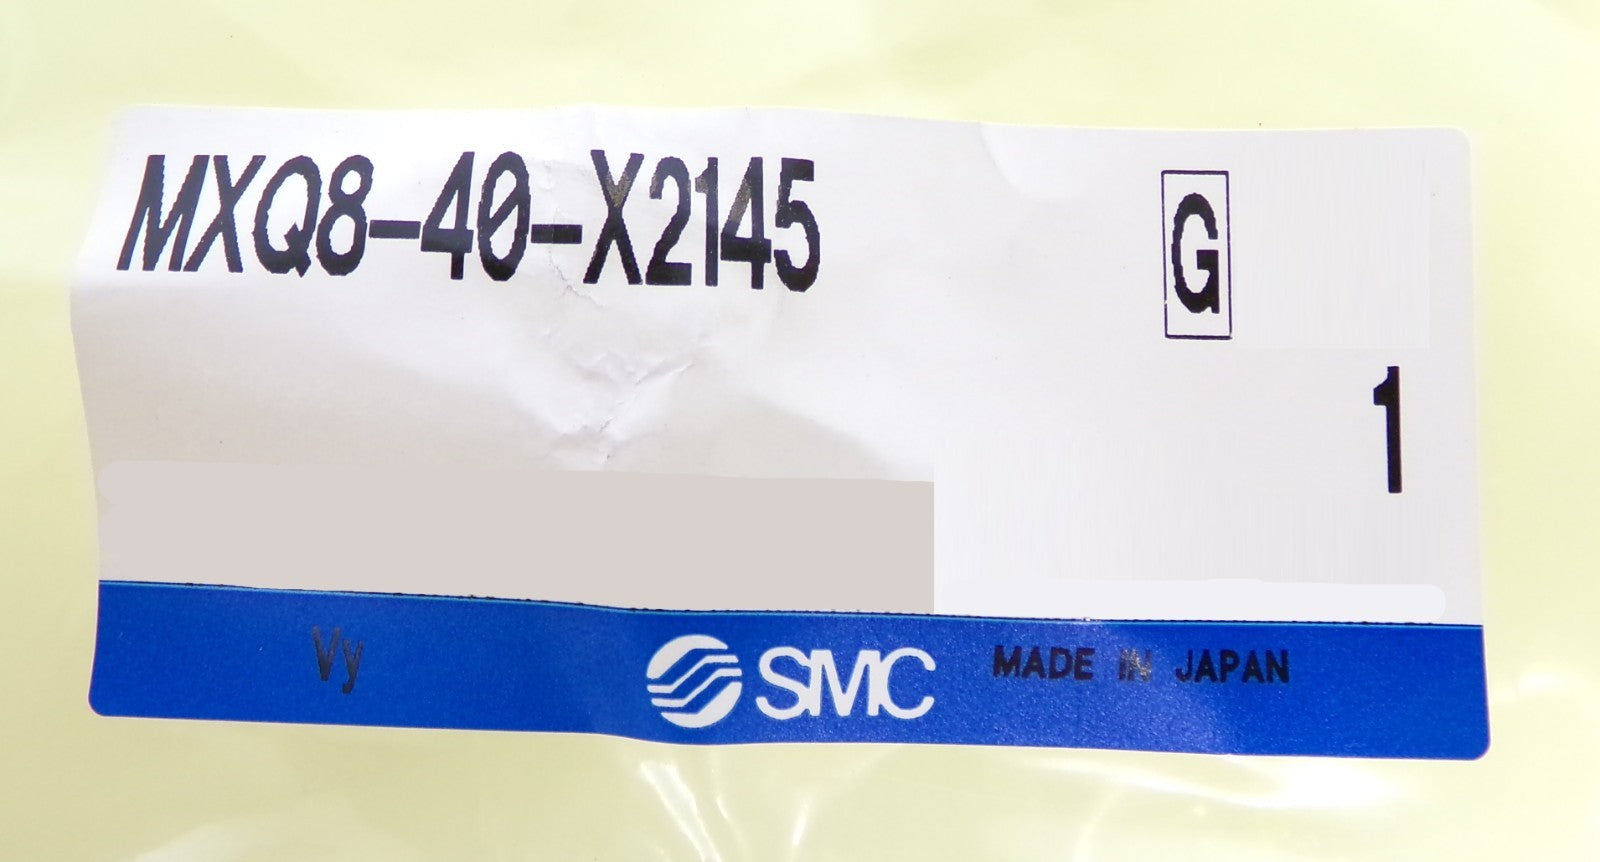 MXQ8-40-X2145
G
1
Vy
SMC
MADE IN JAPAN